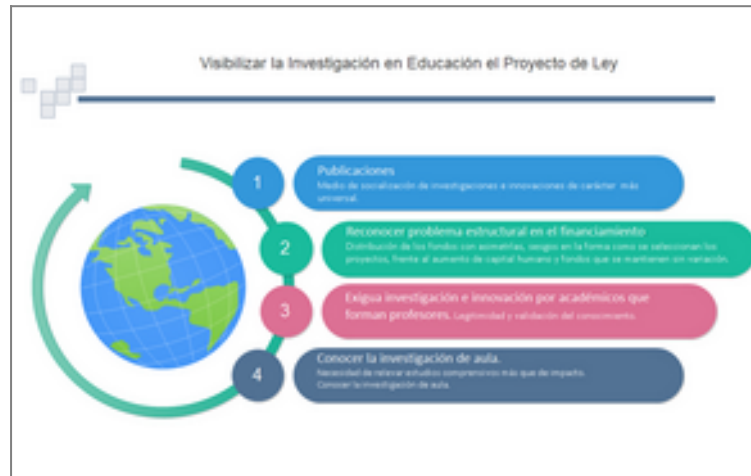 Visibilizar la Investigación en Educación el Proyecto de Ley
1
Publicaciones
Medio de socialización de investigaciones e innovaciones de carácter más
universal.
2
Reconocer problema estructural en el financiamiento
Distribución de los fondos con asimetrías, sesgos en la forma como se seleccionan los
proyectos, frente al aumento de capital humano y fondos que se mantienen sin variación.
3
Exigua investigación e innovación por académicos que
forman profesores. Legitimidad y validación del conocimiento.
4
Conocer la investigación de aula.
Necesidad de relevar estudios comprensivos más que de impacto.
Conocer la investigación de aula.